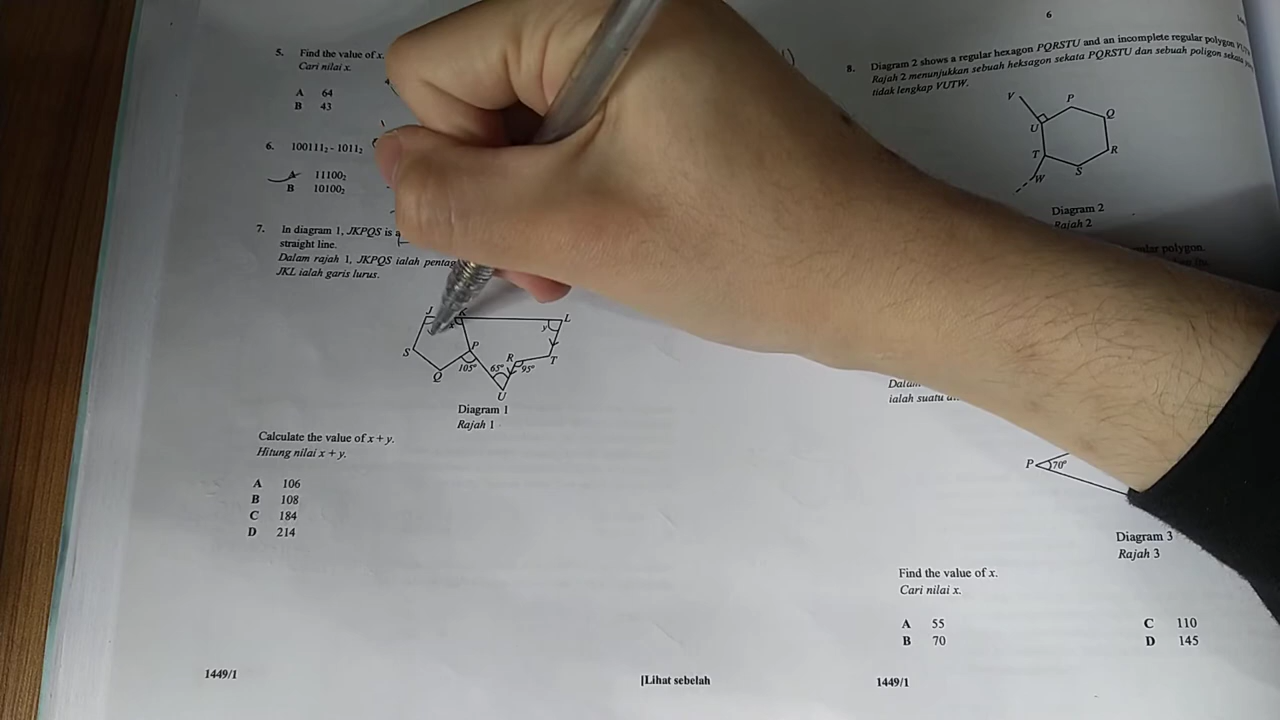 5. Find the value of x.
Cari nilai x.
A 64
B 43
6. 100111₂ - 1011₂
A 11100₂
B 10100₂
7. In diagram 1, JKPQS is a
straight line.
Dalam rajah 1, JKPQS ialah
JKL ialah garis lurus.
J K L
x y
S P R T
Q 105° 65° 95°
U
Diagram 1
Rajah 1
Calculate the value of x + y.
Hitung nilai x + y.
A 106
B 108
C 184
D 214
1449/1
[Lihat sebelah
6
8. Diagram 2 shows a regular hexagon PQRSTU and an incomplete regular polygon
Rajah 2 menunjukkan sebuah heksagon sekata PQRSTU dan sebuah poligon sekata
tidak lengkap VUTW.
V P
Q
U
T R
W S
Diagram 2
Rajah 2
polygon.
ialah suatu
P 70°
Diagram 3
Rajah 3
Find the value of x.
Cari nilai x.
A 55
B 70
C 110
D 145
1449/1